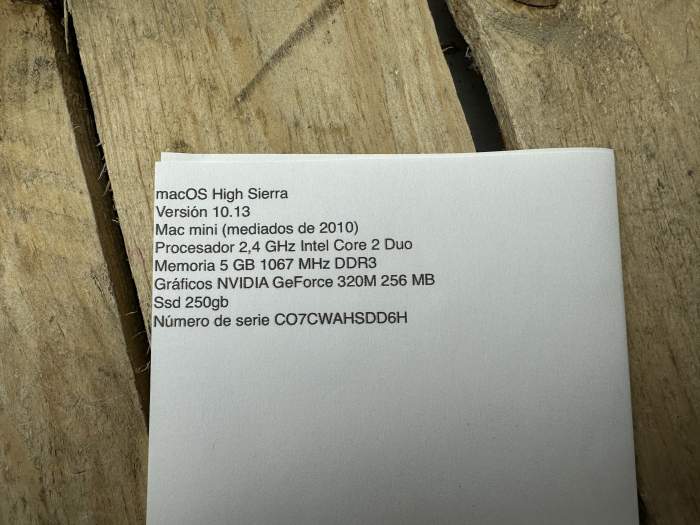 macOS High Sierra
Versión 10.13
Mac mini (mediados de 2010)
Procesador 2,4 GHz Intel Core 2 Duo
Memoria 5 GB 1067 MHz DDR3
Gráficos NVIDIA GeForce 320M 256 MB
Ssd 250gb
Número de serie CO7CWAHSDD6H